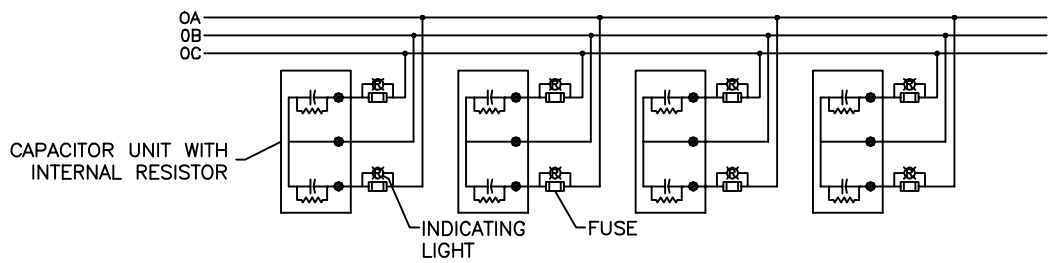 0A
0B
0C
CAPACITOR UNIT WITH
INTERNAL RESISTOR
INDICATING
LIGHT
FUSE